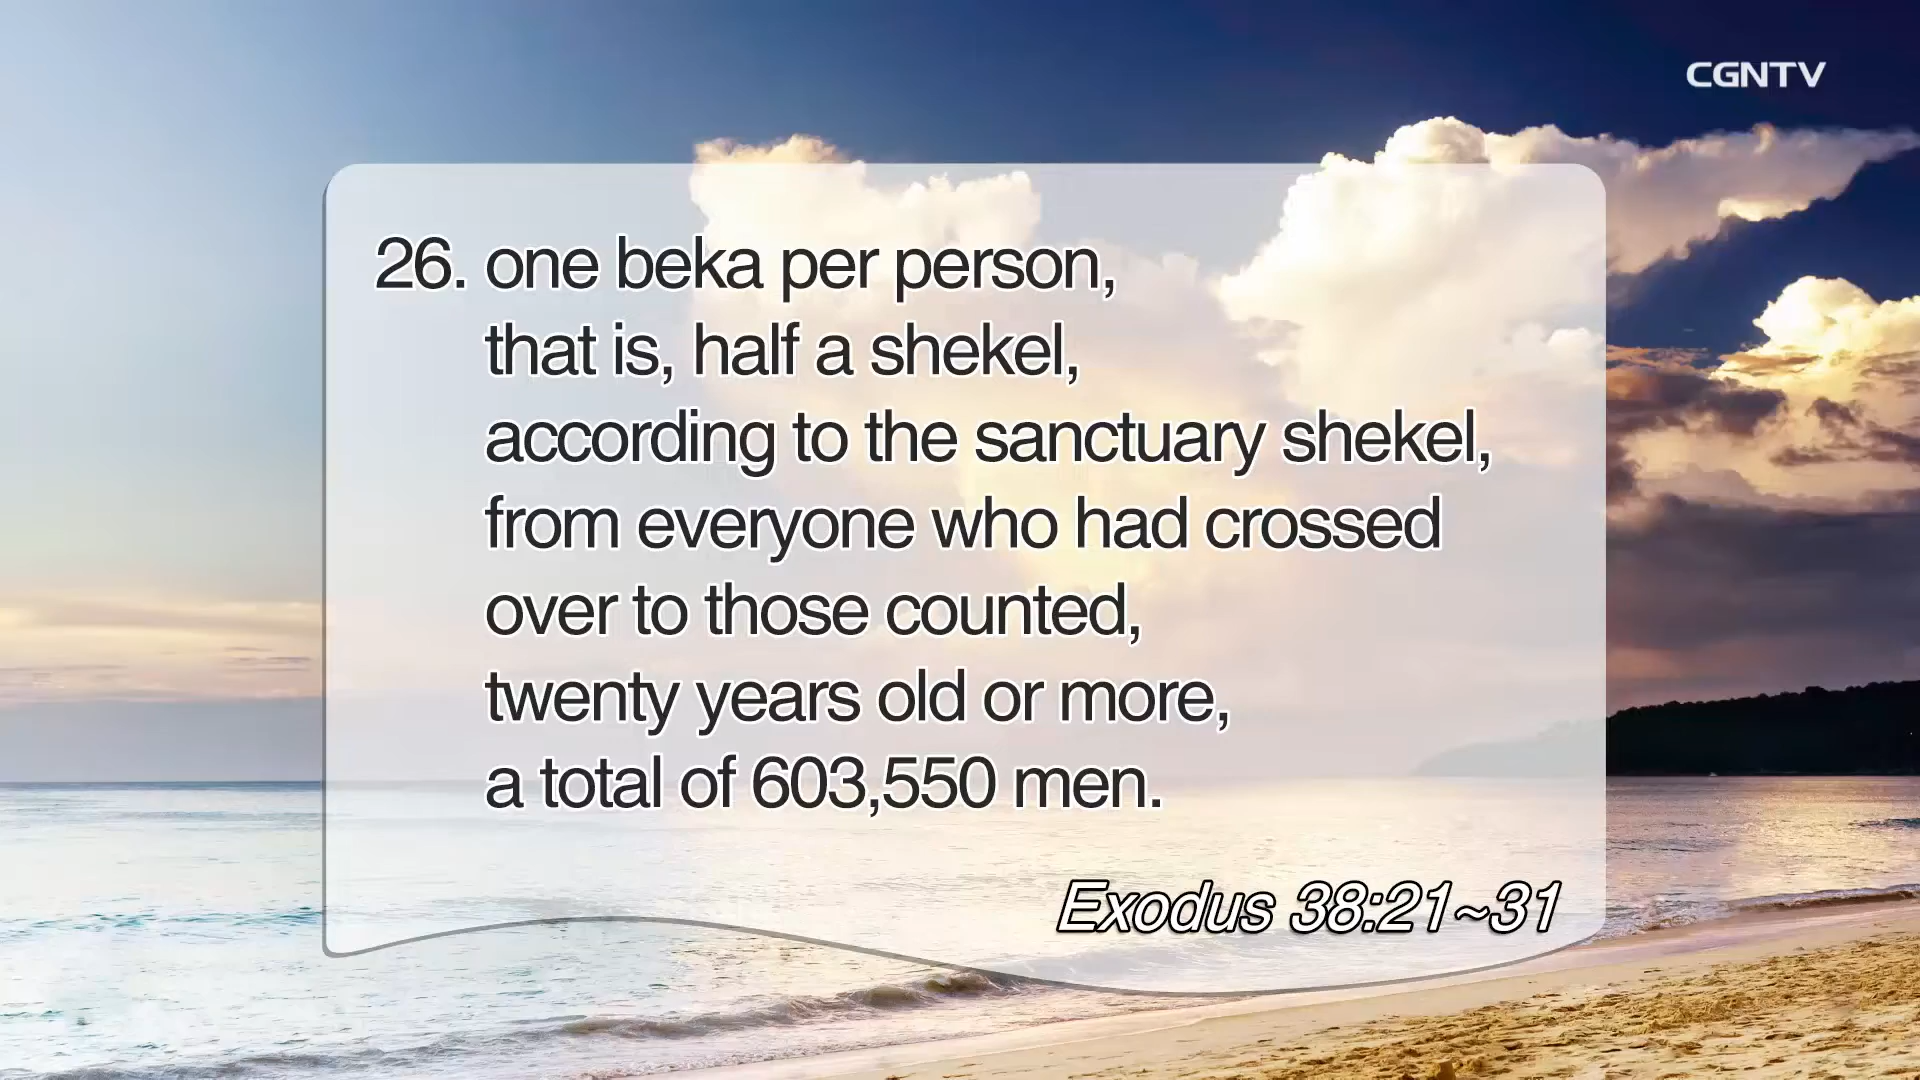 CGNTV
26. one beka per person,
that is, half a shekel,
according to the sanctuary shekel,
from everyone who had crossed
over to those counted,
twenty years old or more,
a total of 603,550 men.
Exodus 38:21~31